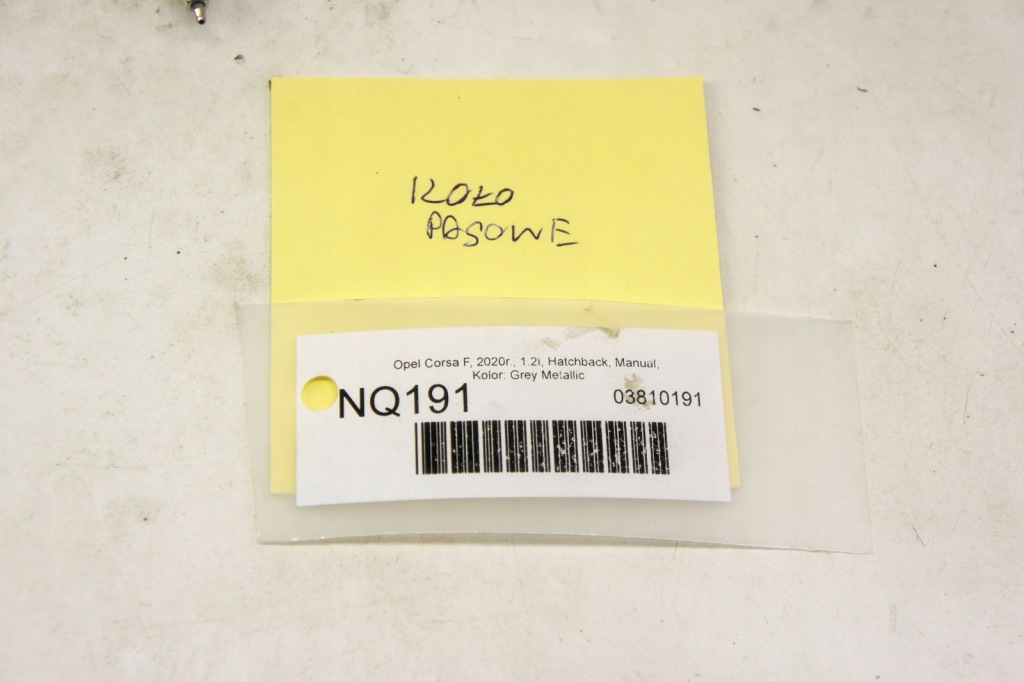 KOŁO
PASOWE
Opel Corsa F, 2020r., 1.2i, Hatchback, Manual,
Kolor: Grey Metallic
NQ191
03810191